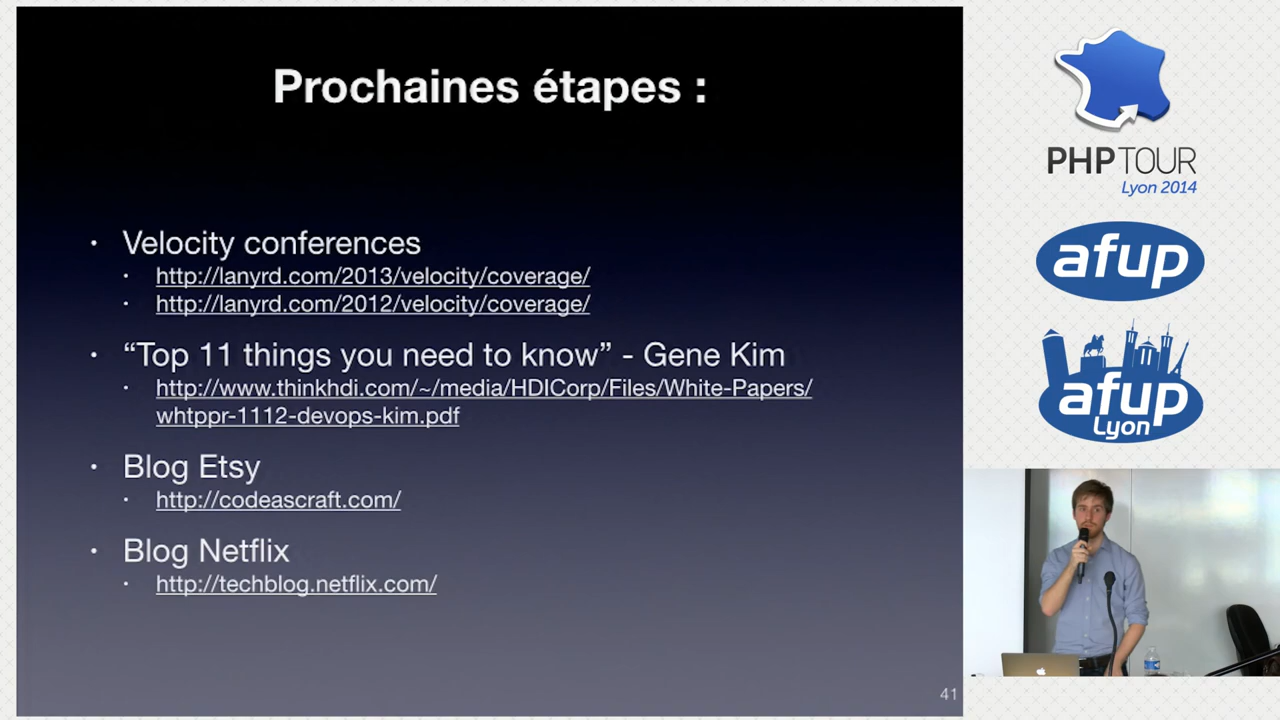 Prochaines étapes :
• Velocity conferences
• http://lanyrd.com/2013/velocity/coverage/
• http://lanyrd.com/2012/velocity/coverage/
• “Top 11 things you need to know” - Gene Kim
• http://www.thinkhdi.com/~/media/HDICorp/Files/White-Papers/
whtppr-1112-devops-kim.pdf
• Blog Etsy
• http://codeascraft.com/
• Blog Netflix
• http://techblog.netflix.com/
41
PHP TOUR
Lyon 2014
afup
afup
Lyon